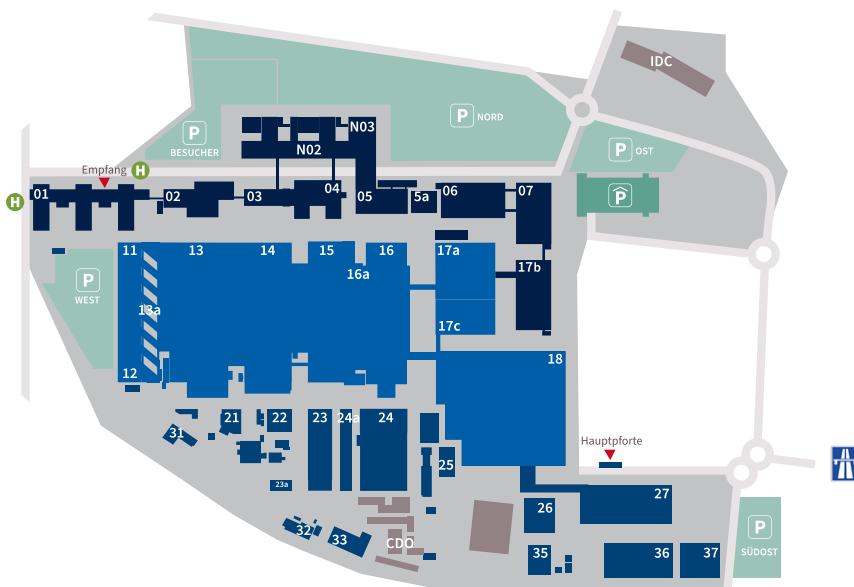 IDC
P NORD
N03
P
BESUCHER
N02
P OST
Empfang
H
H
01
02
03
04
05
5a
06
07
P
11
13
14
15
16
17a
16a
17b
P
WEST
13a
17c
12
18
21
22
23
24a
24
31
Hauptpforte
25
23a
27
26
32
33
CDO
P
SÜDOST
35
36
37